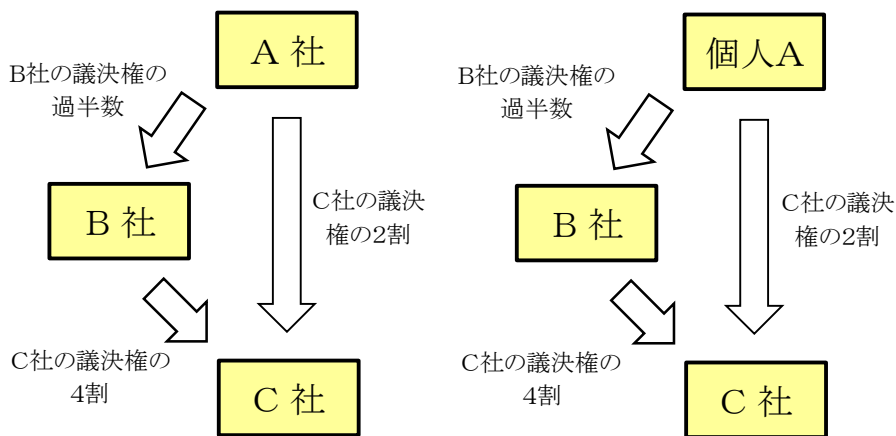 A 社
B社の議決権の
過半数
B 社
C社の議決
権の2割
C社の議決権の
4割
C 社
個人A
B社の議決権の
過半数
B 社
C社の議決
権の2割
C社の議決権の
4割
C 社